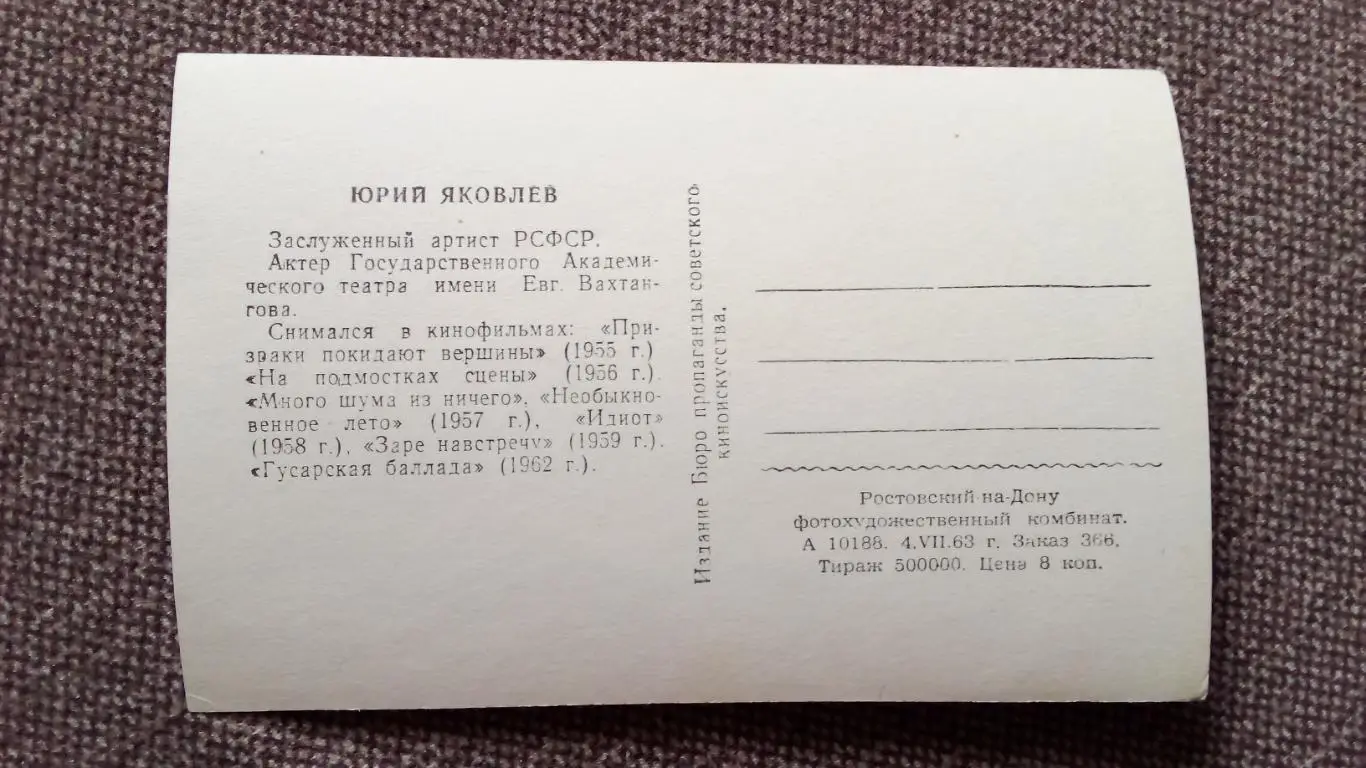 ЮРИЙ ЯКОВЛЕВ
Заслуженный артист РСФСР.
Актер Государственного Академи-
ческого театра имени Евг. Вахтан-
гова.
Снимался в кинофильмах: «При-
зраки покидают вершины» (1955 г.)
«На подмостках сцены» (1956 г.).
«Много шума из ничего», «Необыкно-
венное лето» (1957 г.), «Идиот»
(1958 г.), «Заре навстречу» (1959 г.).
«Гусарская баллада» (1962 г.).
Издание Бюро пропаганды советского
киноискусства.
Ростовский-на-Дону
фотохудожественный комбинат.
А 10188. 4.VII.63 г. Заказ 366.
Тираж 500000. Цена 8 коп.